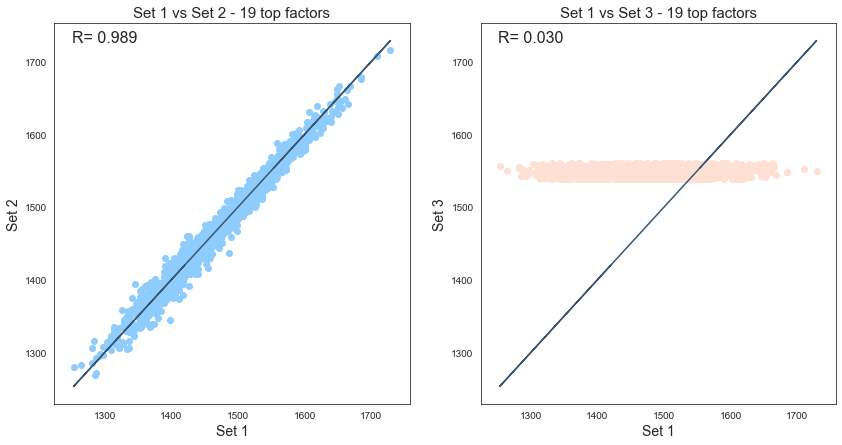 Set 1 vs Set 2 - 19 top factors
R= 0.989
1700
1600
1500
1400
1300
Set 2
1300 1400 1500 1600 1700
Set 1
Set 1 vs Set 3 - 19 top factors
R= 0.030
1700
1600
1500
1400
1300
Set 3
1300 1400 1500 1600 1700
Set 1